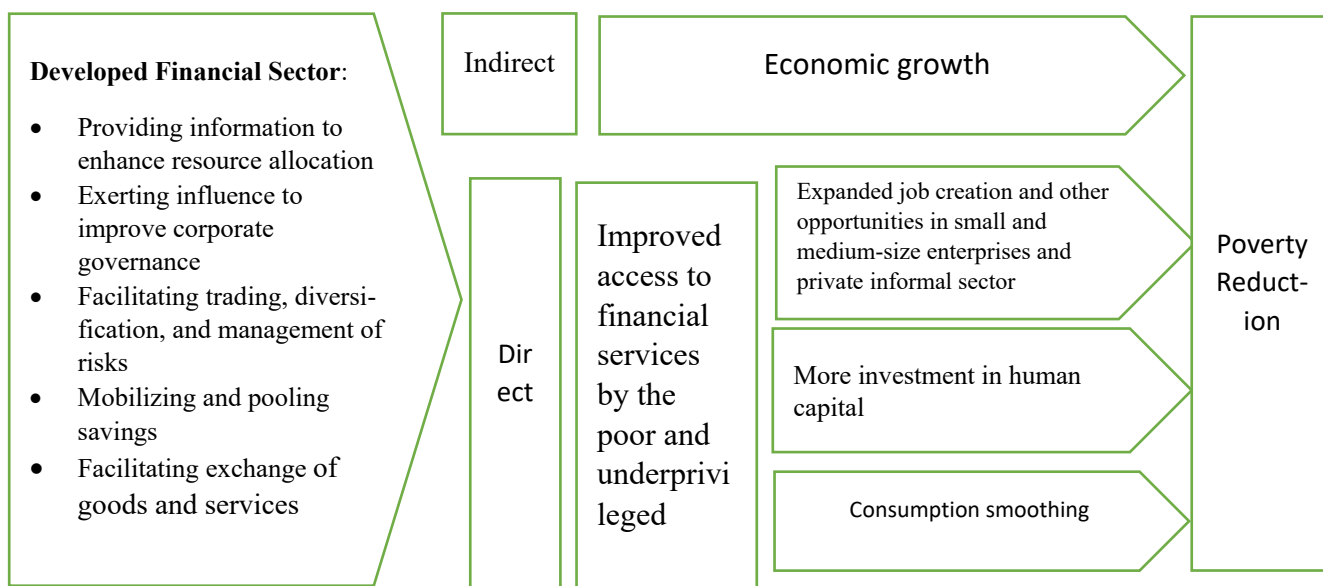 Developed Financial Sector:
• Providing information to
enhance resource allocation
• Exerting influence to
improve corporate
governance
• Facilitating trading, diversi-
fication, and management of
risks
• Mobilizing and pooling
savings
• Facilitating exchange of
goods and services
Indirect
Economic growth
Dir
ect
Improved
access to
financial
services
by the
poor and
underprivi
leged
Expanded job creation and other
opportunities in small and
medium-size enterprises and
private informal sector
More investment in human
capital
Consumption smoothing
Poverty
Reduct-
ion